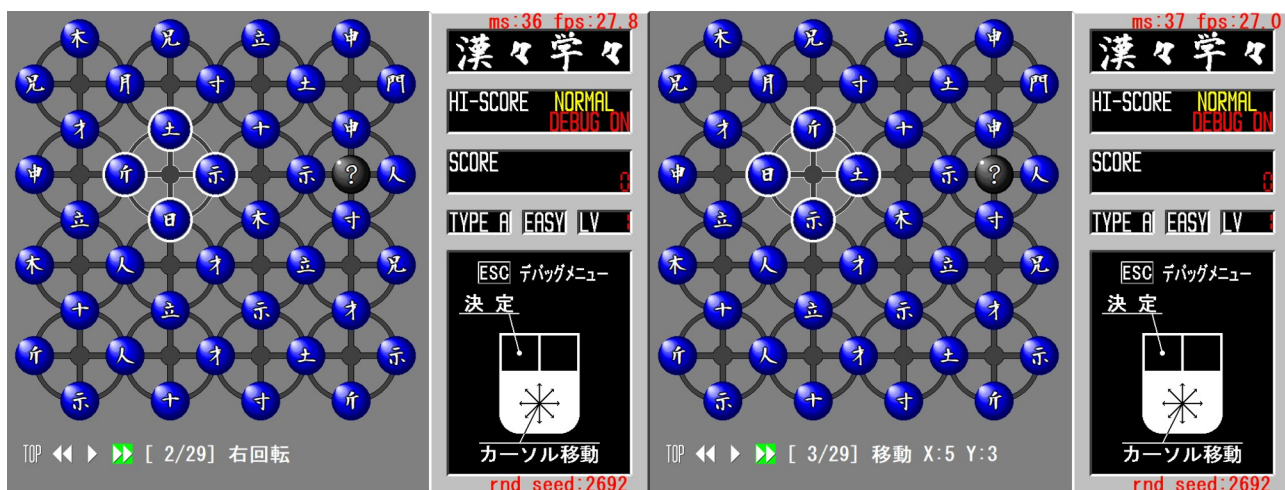 ms:36 fps:27.8
漢々学々
木 兄 立 申
兄 月 寸 土 門
HI-SCORE NORMAL
DEBUG ON
才 土 十 申
申 斤 示 示 ? 人
SCORE
0
立 日 木 寸
TYPE A EASY LV 1
木 人 才 立 兄
ESC デバッグメニュー
決定
十 立 示 才
斤 人 才 土 示
示 十 寸 斤
TOP [ 2/29] 右回転
カーソル移動
rnd seed:2692
ms:37 fps:27.0
漢々学々
木 兄 立 申
兄 月 寸 土 門
HI-SCORE NORMAL
DEBUG ON
才 斤 十 申
申 日 土 示 ? 人
SCORE
0
立 示 木 寸
TYPE A EASY LV 1
木 人 才 立 兄
ESC デバッグメニュー
決定
十 立 示 才
斤 人 才 土 示
示 十 寸 斤
TOP [ 3/29] 移動 X:5 Y:3
カーソル移動
rnd seed:2692